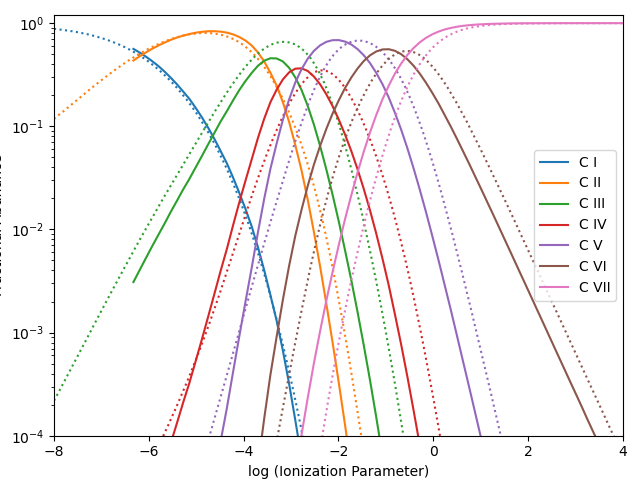 10⁰
10⁻¹
10⁻²
10⁻³
10⁻⁴
−8
−6
−4
−2
0
2
4
log (Ionization Parameter)
C I
C II
C III
C IV
C V
C VI
C VII